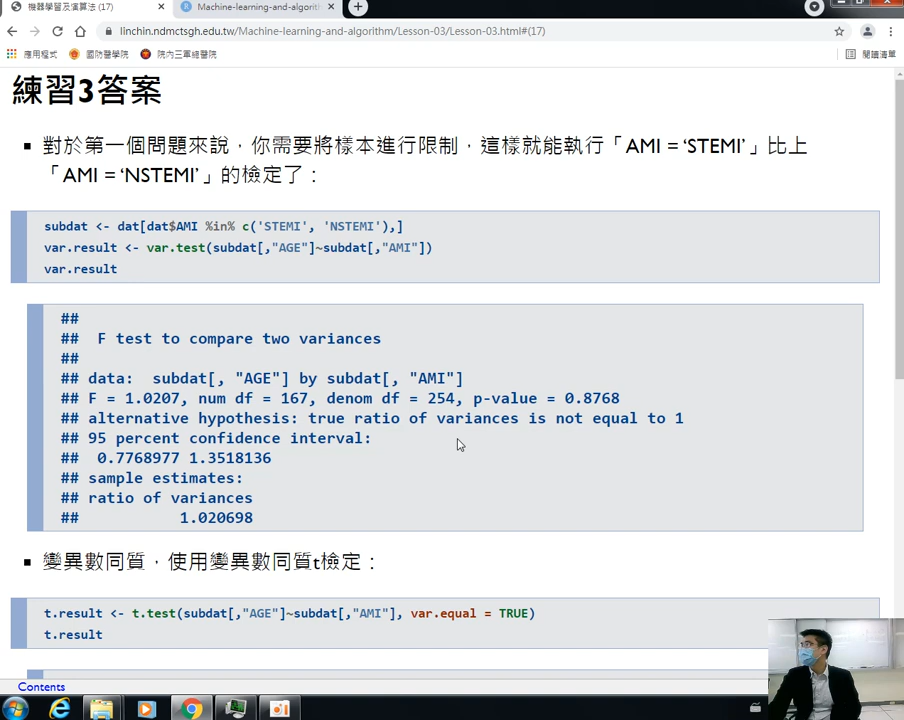 機器學習及演算法 (17)
Machine-learning-and-algorith
linchin.ndmctsgh.edu.tw/Machine-learning-and-algorithm/Lesson-03/Lesson-03.html#(17)
應用程式 國防醫學院 院內三軍總醫院 閱讀清單
練習3答案
對於第一個問題來說，你需要將樣本進行限制，這樣就能執行「AMI = ‘STEMI’」比上
「AMI = ‘NSTEMI’」的檢定了：
subdat <- dat[dat$AMI %in% c('STEMI', 'NSTEMI'),]
var.result <- var.test(subdat[,"AGE"]~subdat[,"AMI"])
var.result
##
## F test to compare two variances
##
## data: subdat[, "AGE"] by subdat[, "AMI"]
## F = 1.0207, num df = 167, denom df = 254, p-value = 0.8768
## alternative hypothesis: true ratio of variances is not equal to 1
## 95 percent confidence interval:
## 0.7768977 1.3518136
## sample estimates:
## ratio of variances
## 1.020698
變異數同質，使用變異數同質t檢定：
t.result <- t.test(subdat[,"AGE"]~subdat[,"AMI"], var.equal = TRUE)
t.result
Contents